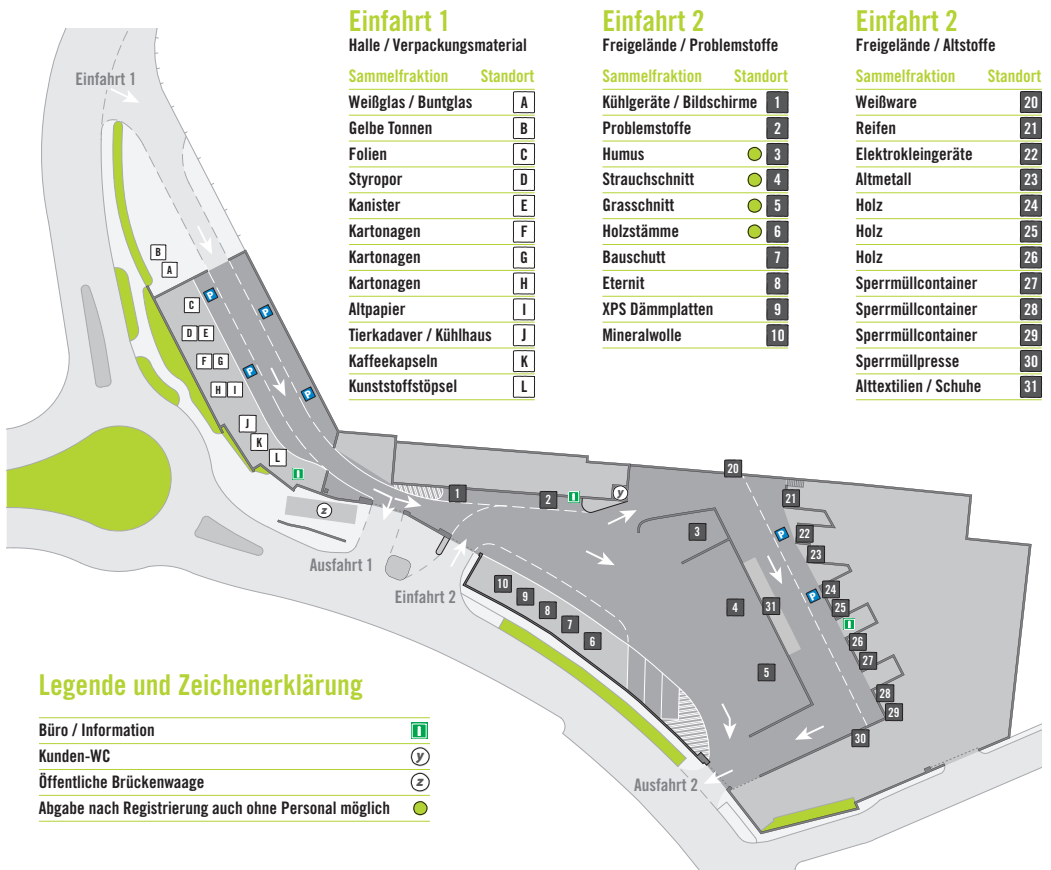 Einfahrt 1
Halle / Verpackungsmaterial
Sammelfraktion Standort
Weißglas / Buntglas A
Gelbe Tonnen B
Folien C
Styropor D
Kanister E
Kartonagen F
Kartonagen G
Kartonagen H
Altpapier I
Tierkadaver / Kühlhaus J
Kaffeekapseln K
Kunststoffstöpsel L
Einfahrt 2
Freigelände / Problemstoffe
Sammelfraktion Standort
Kühlgeräte / Bildschirme 1
Problemstoffe 2
Humus 3
Strauchschnitt 4
Grasschnitt 5
Holzstämme 6
Bauschutt 7
Eternit 8
XPS Dämmplatten 9
Mineralwolle 10
Einfahrt 2
Freigelände / Altstoffe
Sammelfraktion Standort
Weißware 20
Reifen 21
Elektrokleingeräte 22
Altmetall 23
Holz 24
Holz 25
Holz 26
Sperrmüllcontainer 27
Sperrmüllcontainer 28
Sperrmüllcontainer 29
Sperrmüllpresse 30
Alttextilien / Schuhe 31
Einfahrt 1
B
A
C P
P
D E
F G P
H I P
J
K
L
i
z
1
2 i y
20
21
3 P 22
23
Ausfahrt 1
Einfahrt 2
10
9
8
7
6
4 31 P 24
25
i
26
5 27
28
29
30
Ausfahrt 2
Legende und Zeichenerklärung
Büro / Information i
Kunden-WC y
Öffentliche Brückenwaage z
Abgabe nach Registrierung auch ohne Personal möglich